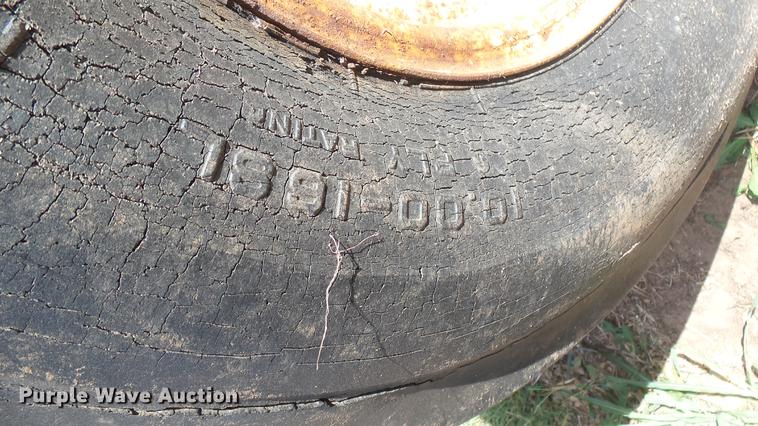 10.00-16SL
PLY RATING
Purple Wave Auction